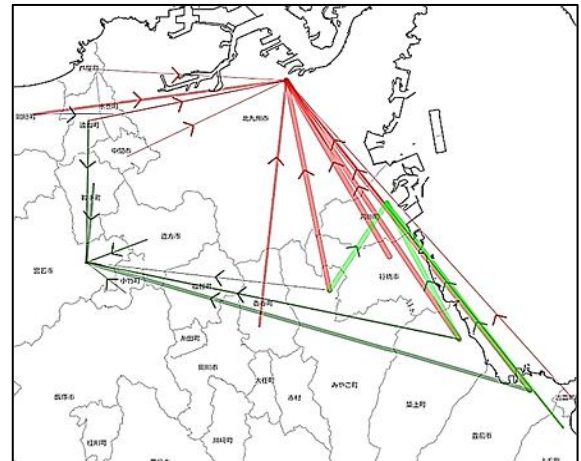 芦屋町
岡垣町
水巻町
遠賀町
北九州市
中間市
鞍手町
苅田町
直方市
宮若市
小竹町
福智町
行橋市
香春町
糸田町
田川市
大任町
赤村
みやこ町
飯塚市
築上町
吉富町
桂川町
川崎町
豊前市
上毛町